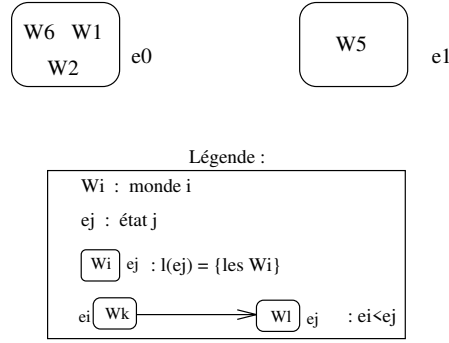 W6 W1
W2
e0
W5
e1
Légende :
Wi : monde i
ej : état j
Wi ej : l(ej) = {les Wi}
ei Wk Wl ej : ei<ej